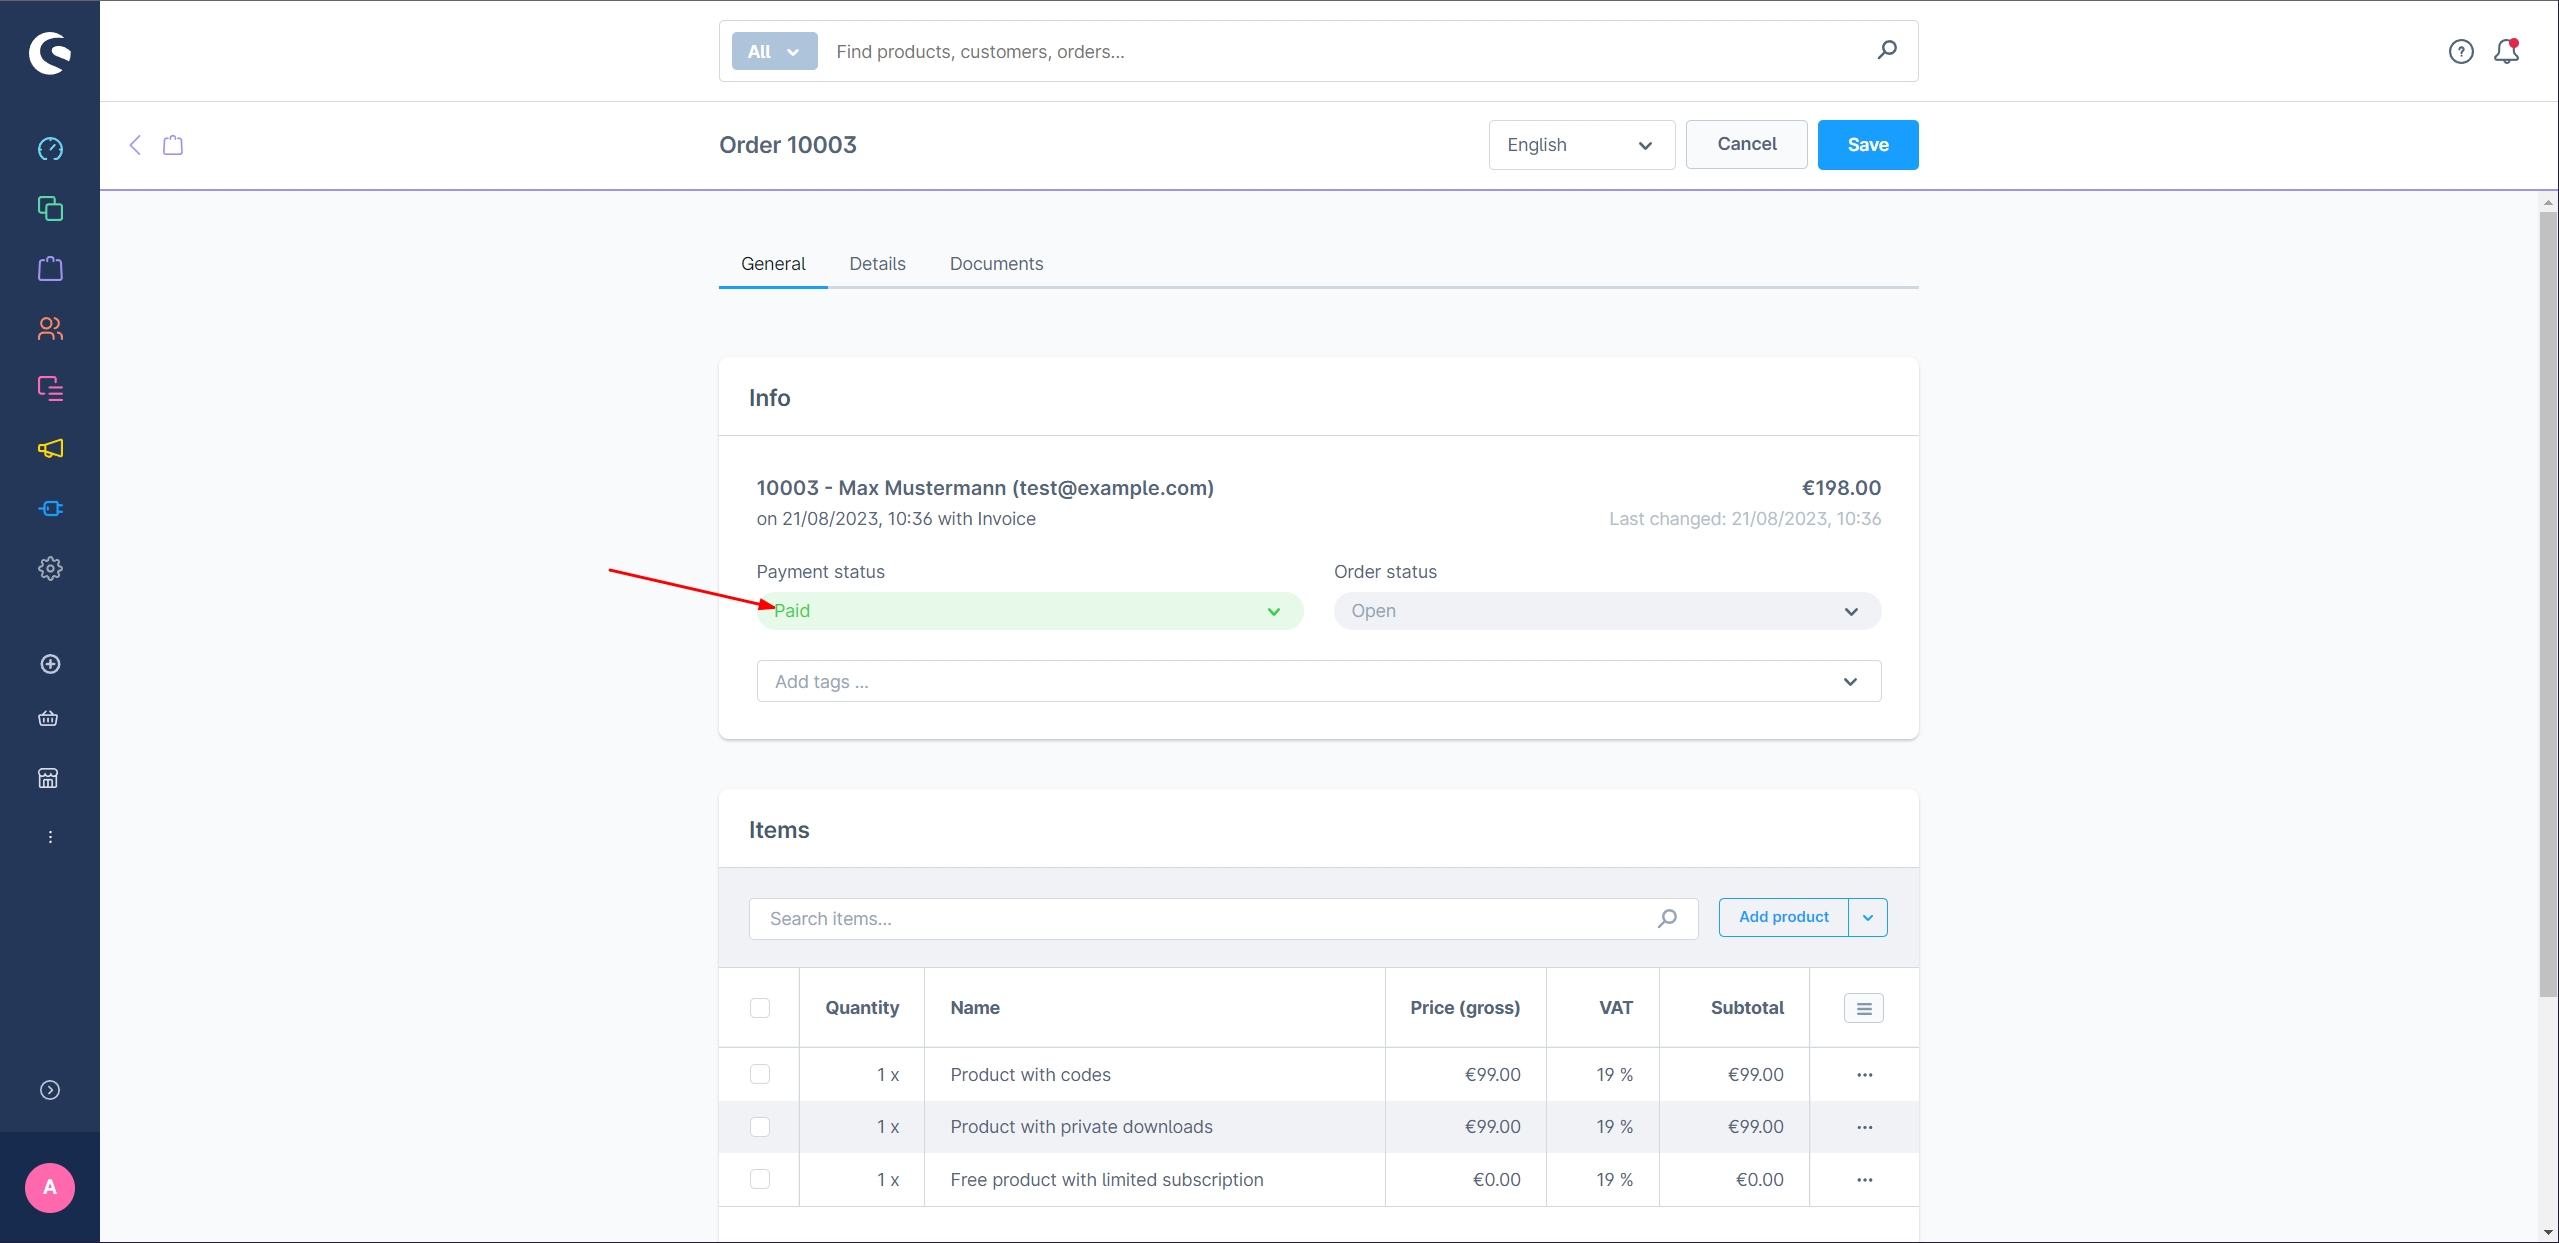 All
Find products, customers, orders...
Order 10003
English
Cancel
Save
General
Details
Documents
Info
10003 - Max Mustermann (test@example.com)
€198.00
on 21/08/2023, 10:36 with Invoice
Last changed: 21/08/2023, 10:36
Payment status
Order status
Paid
Open
Add tags ...
Items
Search items...
Add product
Quantity Name Price (gross) VAT Subtotal
1 x Product with codes €99.00 19 % €99.00
1 x Product with private downloads €99.00 19 % €99.00
1 x Free product with limited subscription €0.00 19 % €0.00
A